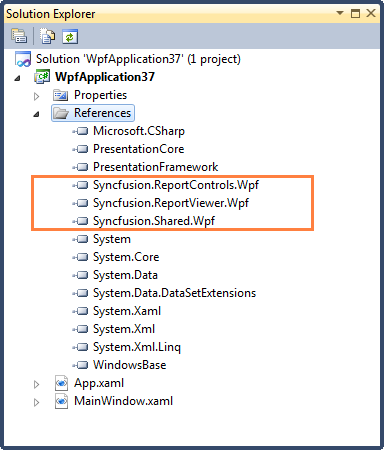 Solution Explorer
Solution 'WpfApplication37' (1 project)
WpfApplication37
Properties
References
Microsoft.CSharp
PresentationCore
PresentationFramework
Syncfusion.ReportControls.Wpf
Syncfusion.ReportViewer.Wpf
Syncfusion.Shared.Wpf
System
System.Core
System.Data
System.Data.DataSetExtensions
System.Xaml
System.Xml
System.Xml.Linq
WindowsBase
App.xaml
MainWindow.xaml